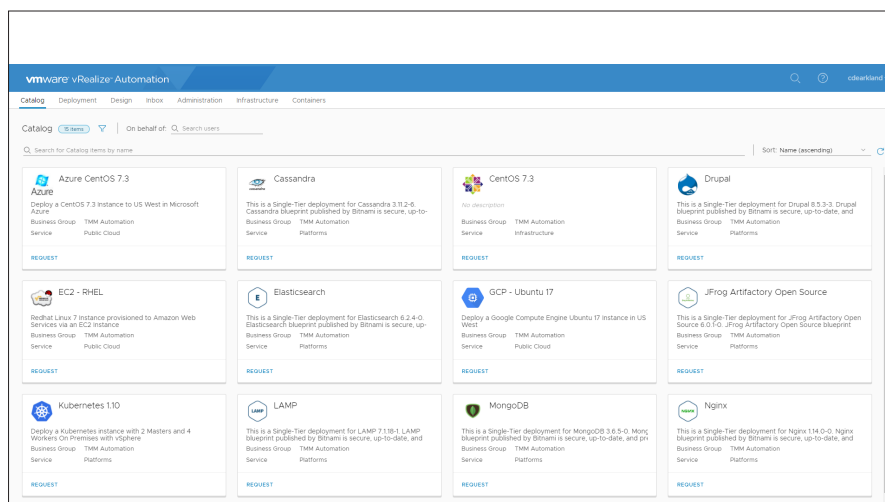 vmware vRealize Automation
cdearkland
Catalog Deployment Design Inbox Administration Infrastructure Containers
Catalog 15 items On behalf of: Search users
Search for Catalog items by name
Sort: Name (ascending)
Azure CentOS 7.3
Azure
Deploy a CentOS 7.3 Instance to US West in Microsoft
Azure
Business Group TMM Automation
Service Public Cloud
REQUEST
Cassandra
This is a Single-Tier deployment for Cassandra 3.11.2-6.
Cassandra blueprint published by Bitnami is secure, up-to-
Business Group TMM Automation
Service Platforms
REQUEST
CentOS 7.3
No description
Business Group TMM Automation
Service Infrastructure
REQUEST
Drupal
This is a Single-Tier deployment for Drupal 8.5.3-3. Drupal
blueprint published by Bitnami is secure, up-to-date, and
Business Group TMM Automation
Service Platforms
REQUEST
EC2 - RHEL
Redhat Linux 7 Instance provisioned to Amazon Web
Services via an EC2 Instance
Business Group TMM Automation
Service Public Cloud
REQUEST
E
Elasticsearch
This is a Single-Tier deployment for Elasticsearch 6.2.4-0.
Elasticsearch blueprint published by Bitnami is secure, up-
Business Group TMM Automation
Service Platforms
REQUEST
GCP - Ubuntu 17
Deploy a Google Compute Engine Ubuntu 17 Instance in US
West
Business Group TMM Automation
Service Public Cloud
REQUEST
JFrog Artifactory Open Source
This is a Single-Tier deployment for JFrog Artifactory Open
Source 6.0.1-0. JFrog Artifactory Open Source blueprint
Business Group TMM Automation
Service Platforms
REQUEST
Kubernetes 1.10
Deploy a Kubernetes instance with 2 Masters and 4
Workers On Premises with vSphere
Business Group TMM Automation
Service Platforms
REQUEST
LAMP
LAMP
This is a Single-Tier deployment for LAMP 7.1.18-1. LAMP
blueprint published by Bitnami is secure, up-to-date, and
Business Group TMM Automation
Service Platforms
REQUEST
MongoDB
This is a Single-Tier deployment for MongoDB 3.6.5-0. Mong
blueprint published by Bitnami is secure, up-to-date, and pro
Business Group TMM Automation
Service Platforms
REQUEST
Nginx
This is a Single-Tier deployment for Nginx 1.14.0-0. Nginx
blueprint published by Bitnami is secure, up-to-date, and
Business Group TMM Automation
Service Platforms
REQUEST